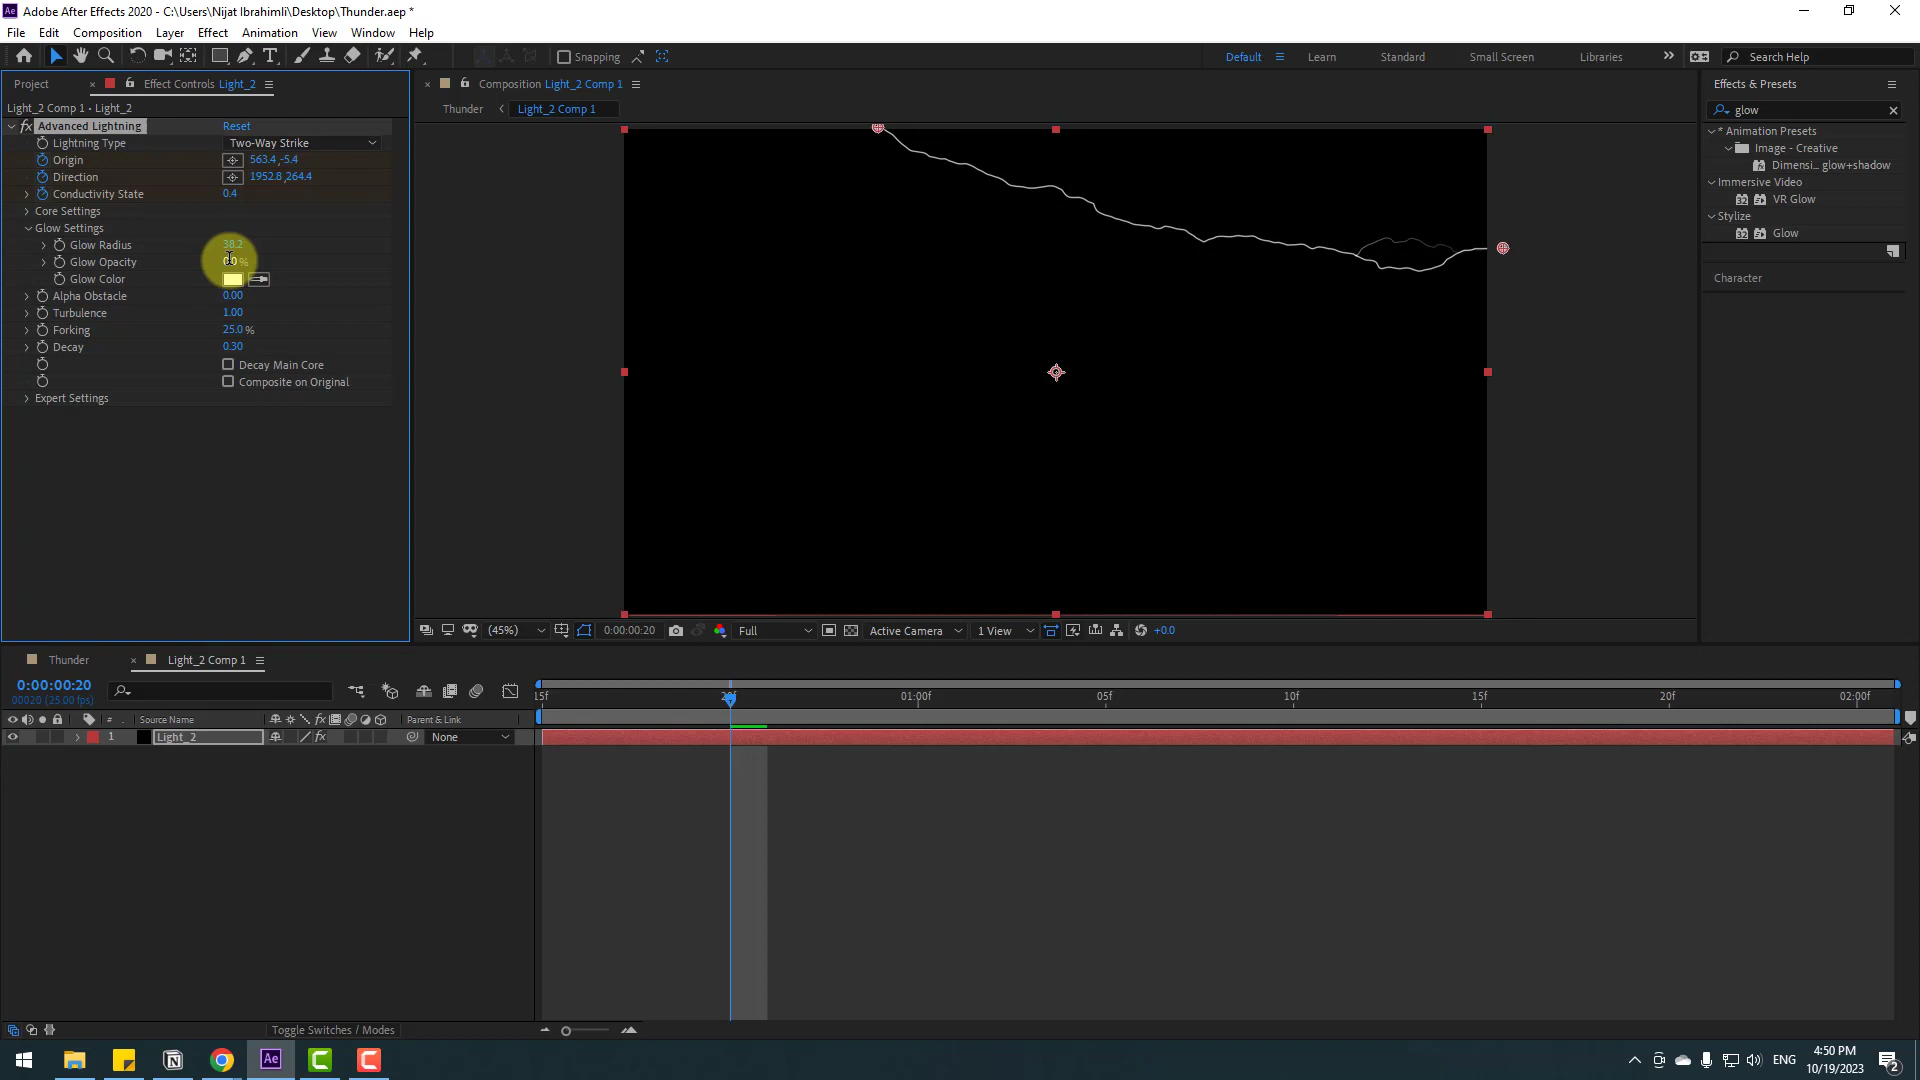 Adobe After Effects 2020 - C:\Users\Nijat Ibrahimli\Desktop\Thunder.aep *
File Edit Composition Layer Effect Animation View Window Help
Snapping
Default Learn Standard Small Screen Libraries
Search Help
Project
Effect Controls Light_2
Light_2 Comp 1 • Light_2
Advanced Lightning Reset
Lightning Type Two-Way Strike
Origin 563.4,-5.4
Direction 1952.8,264.4
Conductivity State 0.4
Core Settings
Glow Settings
Glow Radius 38.2
Glow Opacity %
Glow Color
Alpha Obstacle 0.00
Turbulence 1.00
Forking 25.0 %
Decay 0.30
Decay Main Core
Composite on Original
Expert Settings
Composition Light_2 Comp 1
Thunder Light_2 Comp 1
(45%) 0:00:00:20 Full Active Camera 1 View +0.0
Effects & Presets
glow
* Animation Presets
Image - Creative
Dimensi... glow+shadow
Immersive Video
VR Glow
Stylize
Glow
Character
Thunder Light_2 Comp 1
0:00:00:20
00020 (25.00 fps)
15f 20f 01:00f 05f 10f 15f 20f 02:00f
# Source Name Parent & Link
1 Light_2 None
Toggle Switches / Modes
ENG
4:50 PM
10/19/2023
2